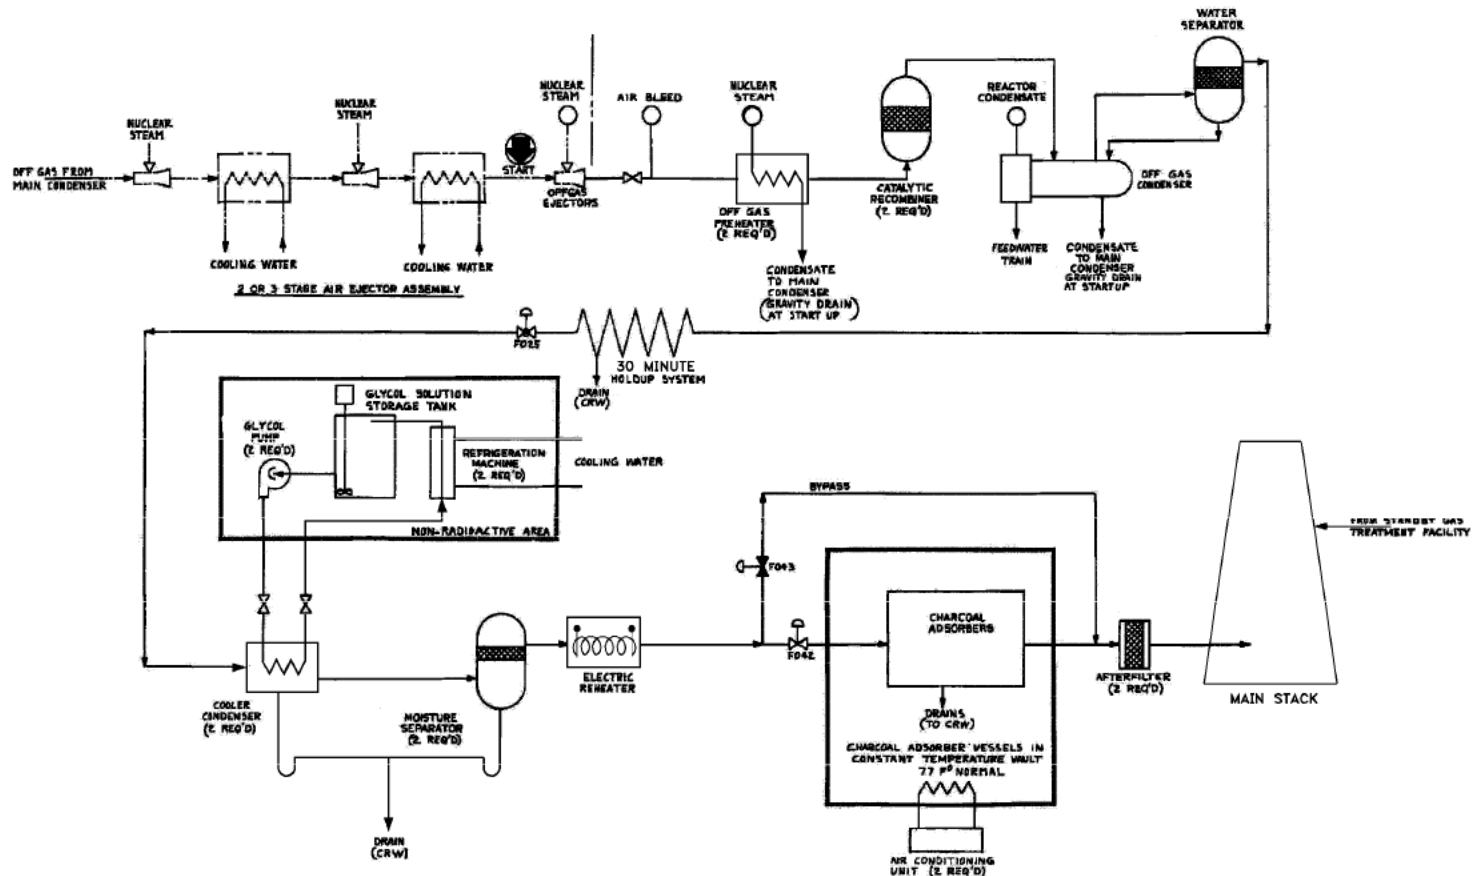 WATER
SEPARATOR
NUCLEAR
STEAM
AIR BLEED
NUCLEAR
STEAM
REACTOR
CONDENSATE
NUCLEAR
STEAM
NUCLEAR
STEAM
START
OFF GAS FROM
MAIN CONDENSER
OFFGAS
EJECTORS
CATALYTIC
RECOMBINER
(2 REQ'D)
OFF GAS
CONDENSER
OFF GAS
PREHEATER
(2 REQ'D)
COOLING WATER
COOLING WATER
2 OR 3 STAGE AIR EJECTOR ASSEMBLY
FEEDWATER
TRAIN
CONDENSATE
TO MAIN
CONDENSER
GRAVITY DRAIN
AT STARTUP
CONDENSATE
TO MAIN
CONDENSER
(GRAVITY DRAIN)
AT START UP
F025
30 MINUTE
HOLDUP SYSTEM
DRAIN
(CRW)
GLYCOL SOLUTION
STORAGE TANK
GLYCOL
PUMP
(2 REQ'D)
REFRIGERATION
MACHINE
(2 REQ'D)
COOLING WATER
NON-RADIOACTIVE AREA
BYPASS
FROM STANDBY GAS
TREATMENT FACILITY
F043
F042
CHARCOAL
ADSORBERS
ELECTRIC
REHEATER
AFTERFILTER
(2 REQ'D)
MAIN STACK
COOLER
CONDENSER
(2 REQ'D)
MOISTURE
SEPARATOR
(2 REQ'D)
DRAINS
(TO CRW)
CHARCOAL ADSORBER VESSELS IN
CONSTANT TEMPERATURE VAULT
77 F° NORMAL
DRAIN
(CRW)
AIR CONDITIONING
UNIT (2 REQ'D)